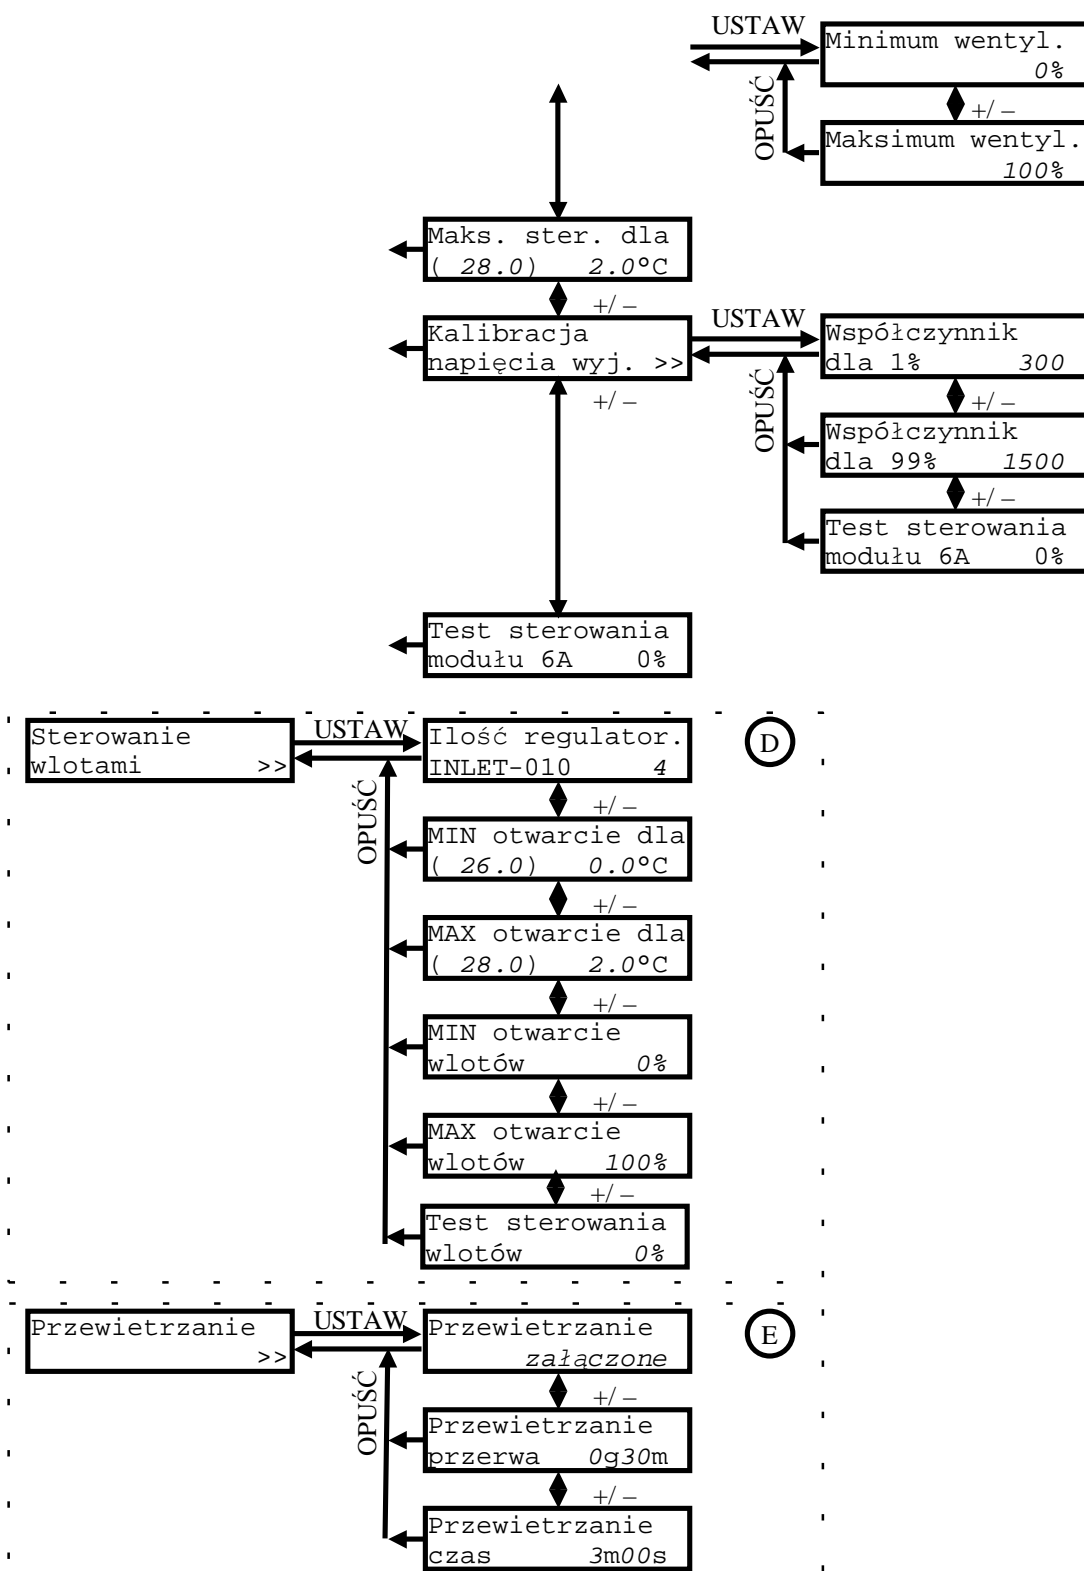 USTAW
Minimum wentyl.
0%
OPUŚĆ
+/−
Maksimum wentyl.
100%
Maks. ster. dla
( 28.0) 2.0°C
+/−
Kalibracja
napięcia wyj. >>
+/−
USTAW
Współczynnik
dla 1% 300
OPUŚĆ
+/−
Współczynnik
dla 99% 1500
+/−
Test sterowania
modułu 6A 0%
Test sterowania
modułu 6A 0%
Sterowanie
wlotami >>
USTAW
OPUŚĆ
Ilość regulator.
INLET-010 4
D
+/−
MIN otwarcie dla
( 26.0) 0.0°C
+/−
MAX otwarcie dla
( 28.0) 2.0°C
+/−
MIN otwarcie
wlotów 0%
+/−
MAX otwarcie
wlotów 100%
+/−
Test sterowania
wlotów 0%
Przewietrzanie
>>
USTAW
OPUŚĆ
Przewietrzanie
załączone
E
+/−
Przewietrzanie
przerwa 0g30m
+/−
Przewietrzanie
czas 3m00s